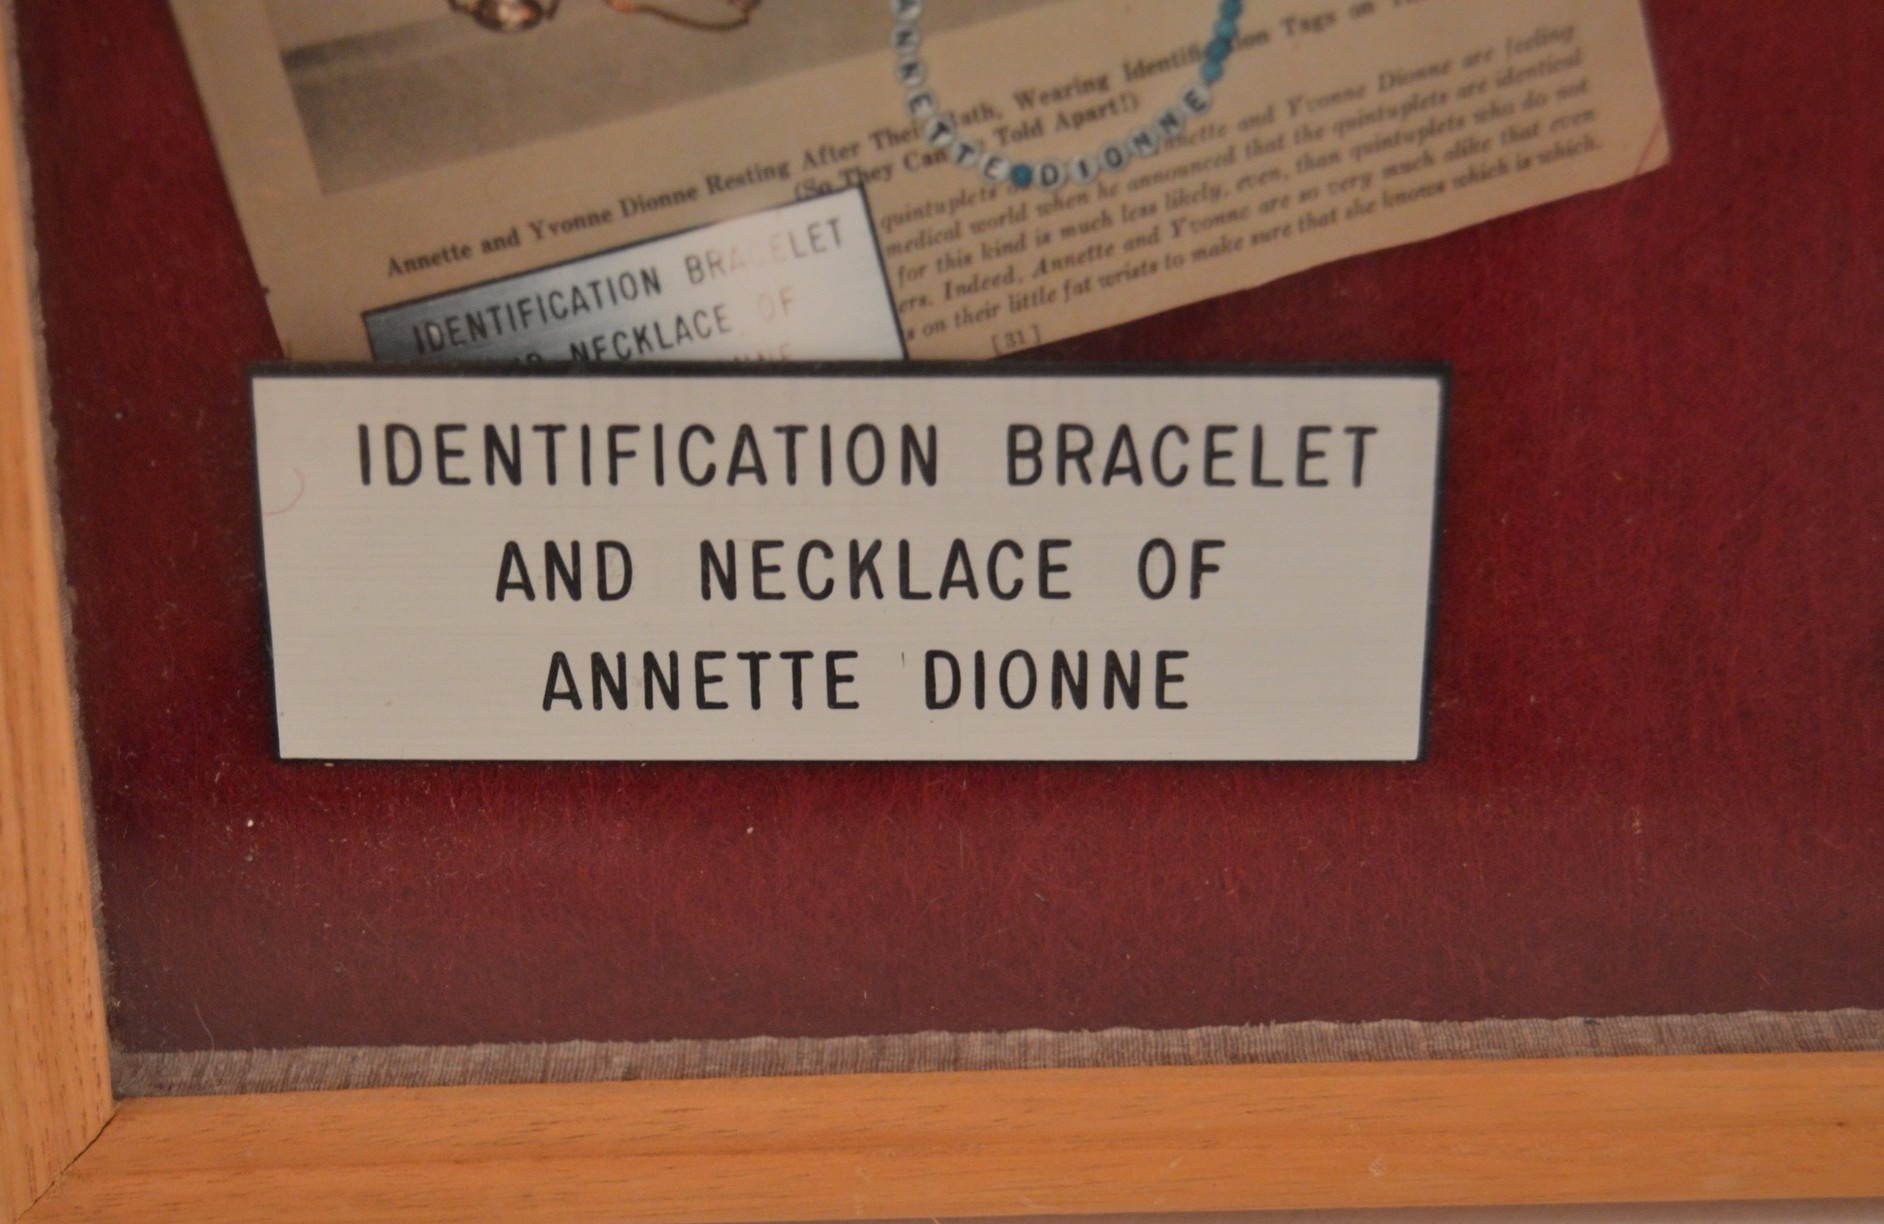 Annette and Yvonne Dionne Resting After Their Bath, Wearing Identification Tags on
(So They Can Told Apart!)
ANNETTE DIONNE
Annette and Yvonne Dionne are feeling
quintuplets medical world when he announced that the quintuplets are identical
for this kind is much less likely, even, than quintuplets who do not
ers. Indeed, Annette and Yvonne are so very much alike that even
s on their little fat wrists to make sure that she knows which is which.
[31]
IDENTIFICATION BRACELET
NECKLACE OF
IDENTIFICATION BRACELET
AND NECKLACE OF
ANNETTE DIONNE